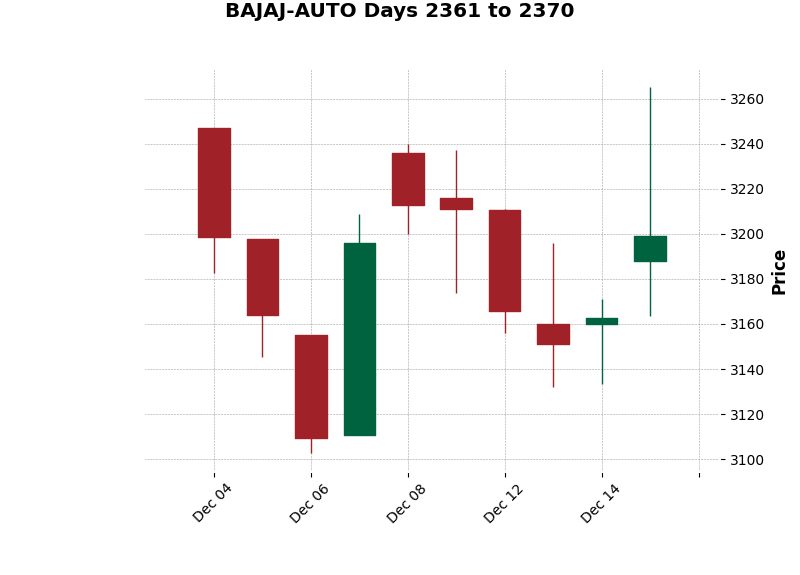 BAJAJ-AUTO Days 2361 to 2370
3260
3240
3220
3200
3180
3160
3140
3120
3100
Price
Dec 04
Dec 06
Dec 08
Dec 12
Dec 14